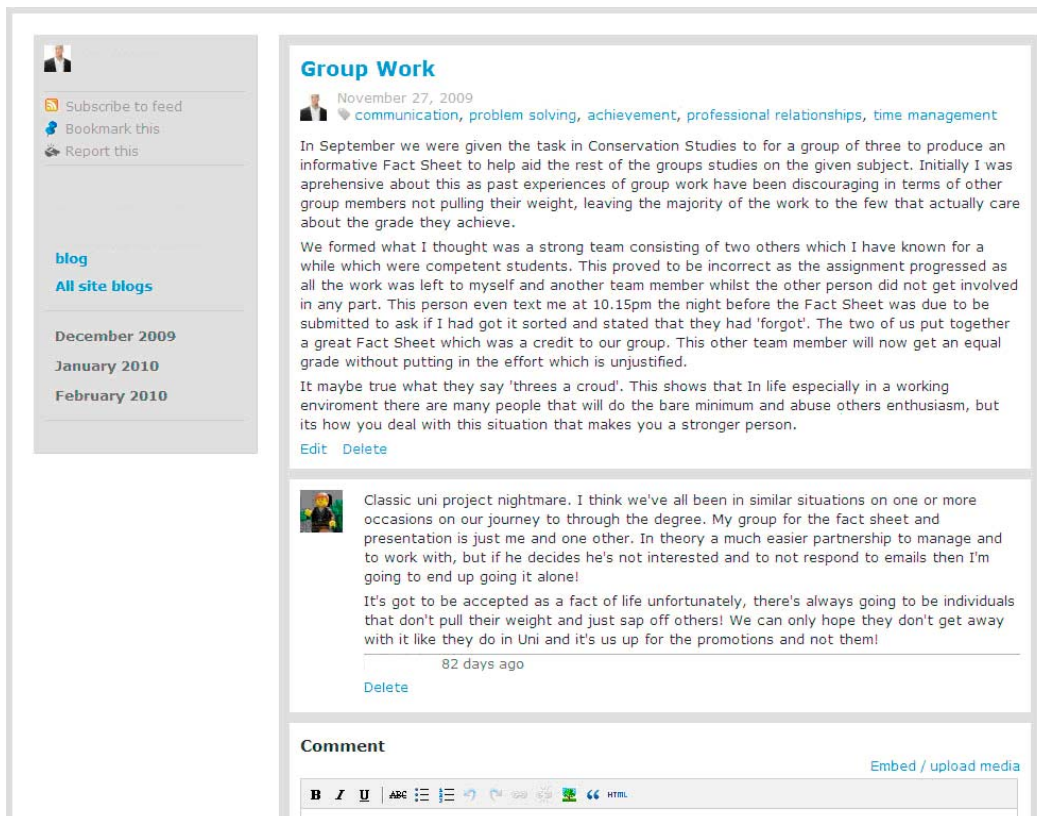 Subscribe to feed
Bookmark this
Report this
blog
All site blogs
December 2009
January 2010
February 2010
Group Work
November 27, 2009
communication, problem solving, achievement, professional relationships, time management
In September we were given the task in Conservation Studies to for a group of three to produce an
informative Fact Sheet to help aid the rest of the groups studies on the given subject. Initially I was
aprehensive about this as past experiences of group work have been discouraging in terms of other
group members not pulling their weight, leaving the majority of the work to the few that actually care
about the grade they achieve.
We formed what I thought was a strong team consisting of two others which I have known for a
while which were competent students. This proved to be incorrect as the assignment progressed as
all the work was left to myself and another team member whilst the other person did not get involved
in any part. This person even text me at 10.15pm the night before the Fact Sheet was due to be
submitted to ask if I had got it sorted and stated that they had 'forgot'. The two of us put together
a great Fact Sheet which was a credit to our group. This other team member will now get an equal
grade without putting in the effort which is unjustified.
It maybe true what they say 'threes a croud'. This shows that In life especially in a working
enviroment there are many people that will do the bare minimum and abuse others enthusiasm, but
its how you deal with this situation that makes you a stronger person.
Edit Delete
Classic uni project nightmare. I think we've all been in similar situations on one or more
occasions on our journey to through the degree. My group for the fact sheet and
presentation is just me and one other. In theory a much easier partnership to manage and
to work with, but if he decides he's not interested and to not respond to emails then I'm
going to end up going it alone!
It's got to be accepted as a fact of life unfortunately, there's always going to be individuals
that don't pull their weight and just sap off others! We can only hope they don't get away
with it like they do in Uni and it's us up for the promotions and not them!
82 days ago
Delete
Comment
Embed / upload media
B I U ABC HTML